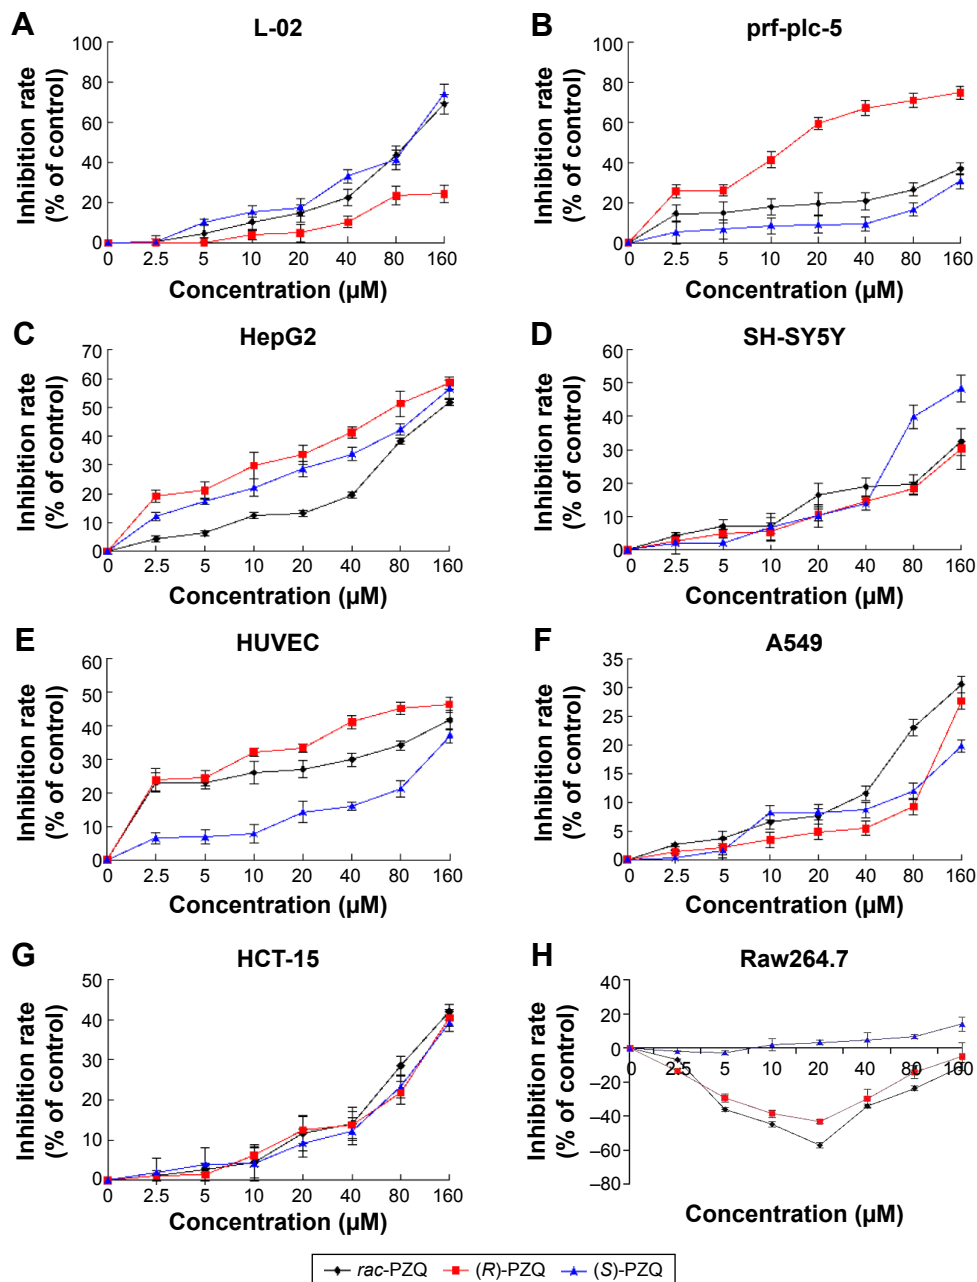 A
L-02
Inhibition rate
(% of control)
100
80
60
40
20
0
0 2.5 5 10 20 40 80 160
Concentration (µM)
B
prf-plc-5
Inhibition rate
(% of control)
100
80
60
40
20
0
0 2.5 5 10 20 40 80 160
Concentration (µM)
C
HepG2
Inhibition rate
(% of control)
70
60
50
40
30
20
10
0
0 2.5 5 10 20 40 80 160
Concentration (µM)
D
SH-SY5Y
Inhibition rate
(% of control)
60
50
40
30
20
10
0
0 2.5 5 10 20 40 80 160
Concentration (µM)
E
HUVEC
Inhibition rate
(% of control)
60
50
40
30
20
10
0
0 2.5 5 10 20 40 80 160
Concentration (µM)
F
A549
Inhibition rate
(% of control)
35
30
25
20
15
10
5
0
0 2.5 5 10 20 40 80 160
Concentration (µM)
G
HCT-15
Inhibition rate
(% of control)
50
40
30
20
10
0
0 2.5 5 10 20 40 80 160
Concentration (µM)
H
Raw264.7
Inhibition rate
(% of control)
40
20
0
–20
–40
–60
–80
0 2.5 5 10 20 40 80 160
Concentration (µM)
rac-PZQ (R)-PZQ (S)-PZQ